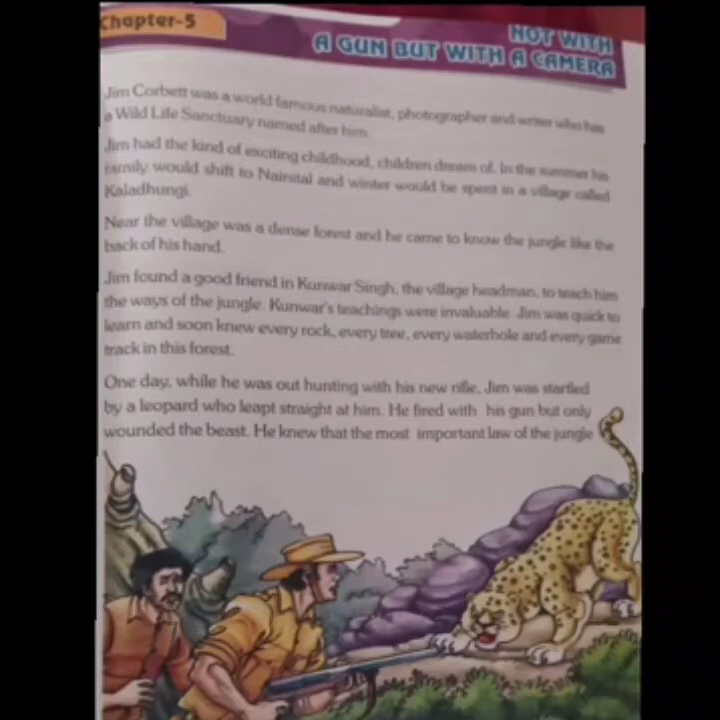 Chapter-5
NOT WITH
A GUN BUT WITH A CAMERA
Jim Corbett was a world famous naturalist, photographer and writer who has
a Wild Life Sanctuary named after him.
Jim had the kind of exciting childhood, children dream of. In the summer his
family would shift to Nainital and winter would be spent in a village called
Kaladhungi.
Near the village was a dense forest and he came to know the jungle like the
back of his hand.
Jim found a good friend in Kunwar Singh, the village headman, to teach him
the ways of the jungle. Kunwar's teachings were invaluable. Jim was quick to
learn and soon knew every rock, every tree, every waterhole and every game
track in this forest.
One day, while he was out hunting with his new rifle, Jim was startled
by a leopard who leapt straight at him. He fired with his gun but only
wounded the beast. He knew that the most important law of the jungle